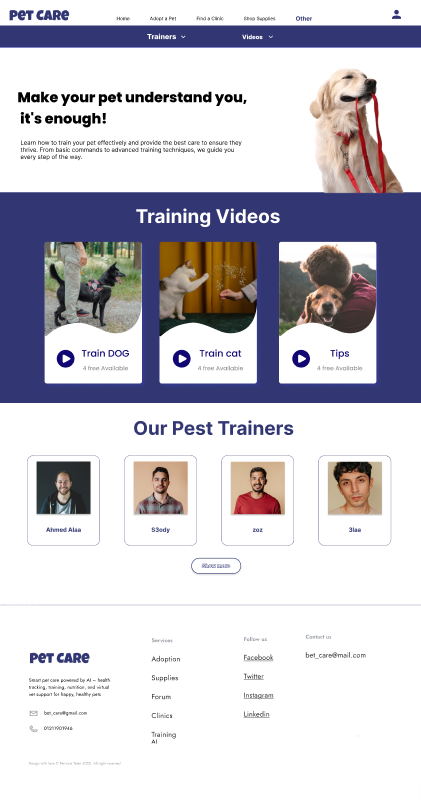 PeT CARe
Home Adopt a Pet Find a Clinic Shop Supplies Other
Trainers Videos
Make your pet understand you,
it's enough!
Learn how to train your pet effectively and provide the best care to ensure they
thrive. From basic commands to advanced training techniques, we guide you
every step of the way.
Training Videos
Train DOG
4 free Available
Train cat
4 free Available
Tips
4 free Available
Our Pest Trainers
Ahmed Alaa
S3ody
zoz
3laa
PeT CARe
Smart pet care powered by AI — health
tracking, training, nutrition, and virtual
vet support for happy, healthy pets
bet_care@gmail.com
01211901946
Services
Adoption
Supplies
Forum
Clinics
Training
AI
Follow us
Facebook
Twitter
Instagram
Linkedin
Contact us
bet_care@mail.com